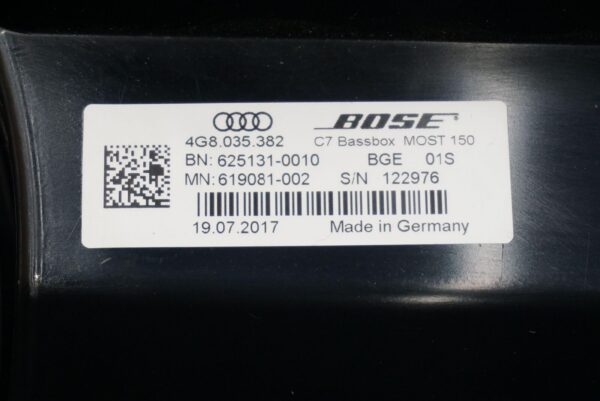 BOSE
4G8.035.382 C7 Bassbox MOST 150
BN: 625131-0010 BGE 01S
MN: 619081-002 S/N 122976
19.07.2017 Made in Germany